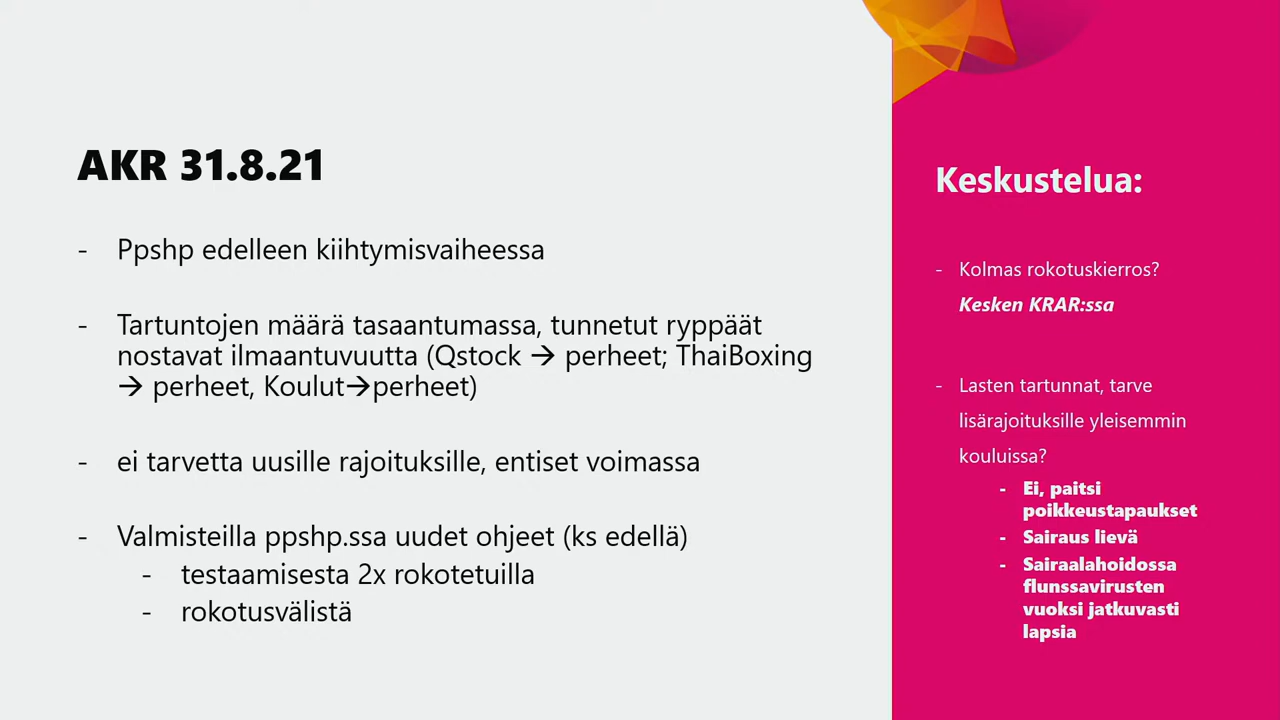 AKR 31.8.21
- Ppshp edelleen kiihtymisvaiheessa
- Tartuntojen määrä tasaantumassa, tunnetut ryppäät
nostavat ilmaantuvuutta (Qstock → perheet; ThaiBoxing
→ perheet, Koulut→perheet)
- ei tarvetta uusille rajoituksille, entiset voimassa
- Valmisteilla ppshp.ssa uudet ohjeet (ks edellä)
- testaamisesta 2x rokotetuilla
- rokotusvälistä
Keskustelua:
- Kolmas rokotuskierros?
Kesken KRAR:ssa
- Lasten tartunnat, tarve
lisärajoituksille yleisemmin
kouluissa?
- Ei, paitsi
poikkeustapaukset
- Sairaus lievä
- Sairaalahoidossa
flunssavirusten
vuoksi jatkuvasti
lapsia